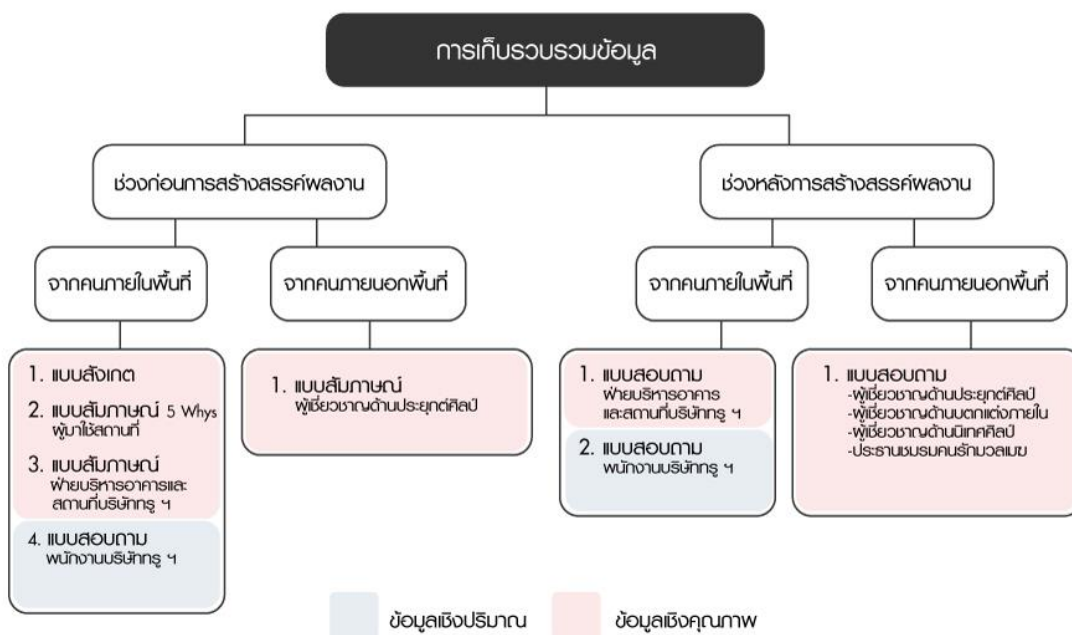 การเก็บรวบรวมข้อมูล
ช่วงก่อนการสร้างสรรค์ผลงาน
ช่วงหลังการสร้างสรรค์ผลงาน
จากคนภายในพื้นที่
จากคนภายนอกพื้นที่
จากคนภายในพื้นที่
จากคนภายนอกพื้นที่
1. แบบสังเกต
2. แบบสัมภาษณ์ 5 Whys
ผู้มาใช้สถานที่
3. แบบสัมภาษณ์
ฝ่ายบริหารอาคารและ
สถานที่บริษัททรู ฯ
4. แบบสอบถาม
พนักงานบริษัททรู ฯ
1. แบบสัมภาษณ์
ผู้เชี่ยวชาญด้านประยุกต์ศิลป์
1. แบบสอบถาม
ฝ่ายบริหารอาคาร
และสถานที่บริษัททรู ฯ
2. แบบสอบถาม
พนักงานบริษัททรู ฯ
1. แบบสอบถาม
-ผู้เชี่ยวชาญด้านประยุกต์ศิลป์
-ผู้เชี่ยวชาญด้านบตกแต่งภายใน
-ผู้เชี่ยวชาญด้านนิเทศศิลป์
-ประธานชมรมคนรักมวลเมฆ
ข้อมูลเชิงปริมาณ
ข้อมูลเชิงคุณภาพ